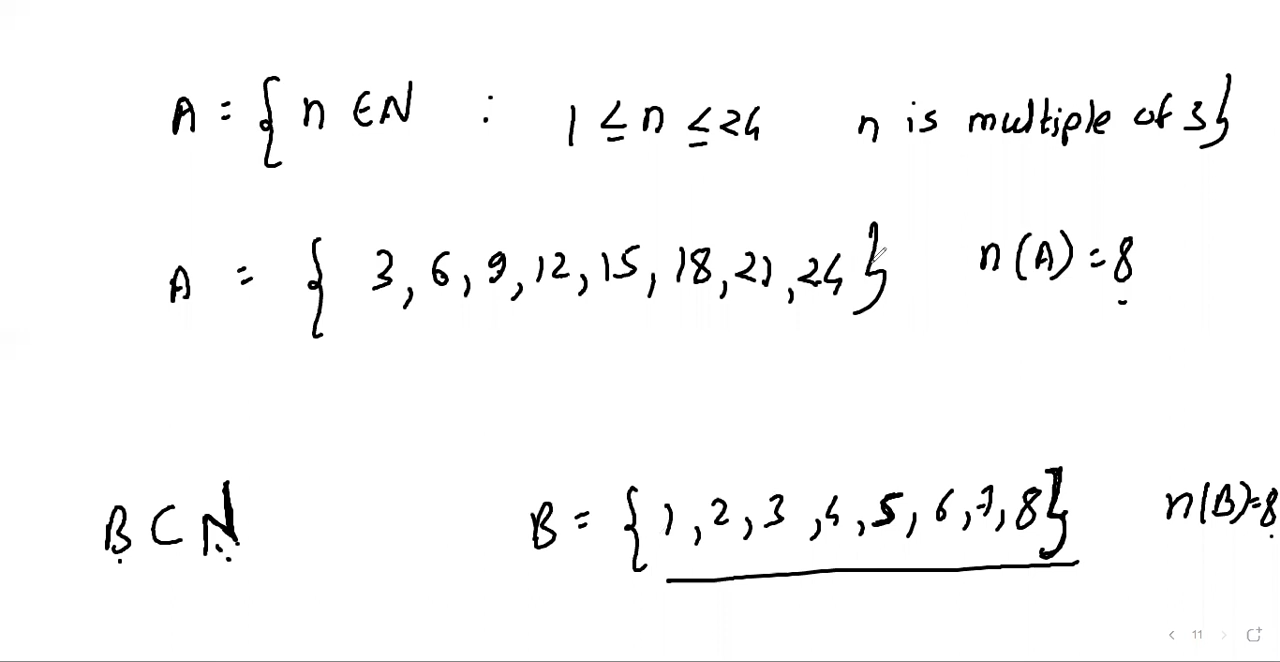 A = { n ∈ N : 1 ≤ n ≤ 24 n is multiple of 3}
A = { 3, 6, 9, 12, 15, 18, 21, 24 } n(A) = 8
B ⊂ N B = { 1, 2, 3, 4, 5, 6, 7, 8} n(B)=8
11